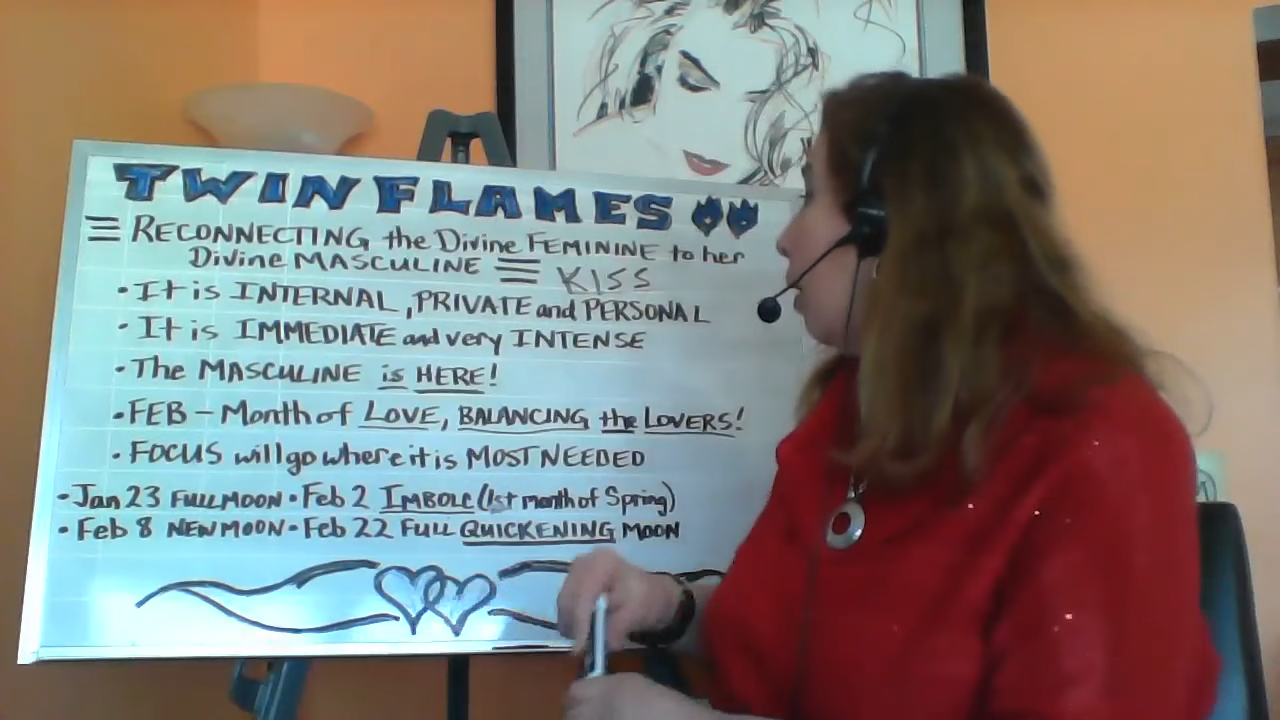 TWIN FLAMES
RECONNECTING the Divine FEMININE to her
Divine MASCULINE KISS
• It is INTERNAL, PRIVATE and PERSONAL
• It is IMMEDIATE and very INTENSE
• The MASCULINE is HERE!
• FEB - Month of LOVE, BALANCING the LOVERS!
• FOCUS will go where it is MOST NEEDED
• Jan 23 FULL MOON • Feb 2 IMBOLC (1st month of Spring)
• Feb 8 NEW MOON • Feb 22 FULL QUICKENING MOON